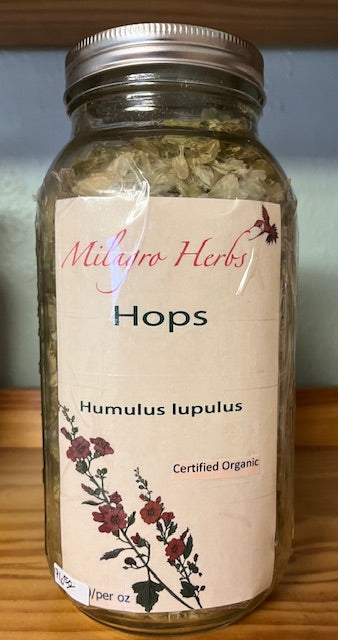 Milagro Herbs
Hops
Humulus lupulus
Certified Organic
/per oz